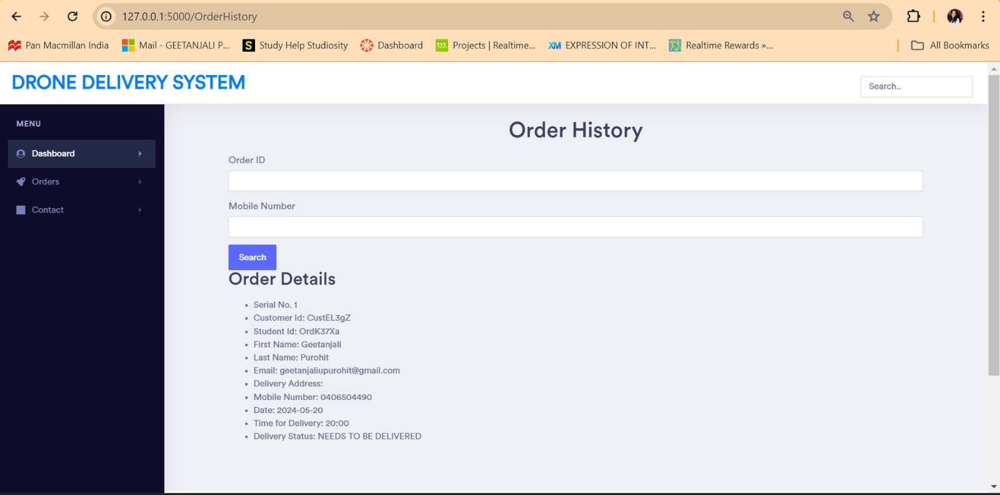 127.0.0.1:5000/OrderHistory
Pan Macmillan India
Mail - GEETANJALI P...
S
Study Help Studiosity
Dashboard
Projects | Realtime...
XM
EXPRESSION OF INT...
Realtime Rewards »...
All Bookmarks
DRONE DELIVERY SYSTEM
Search..
MENU
Dashboard
Orders
Contact
Order History
Order ID
Mobile Number
Search
Order Details
Serial No. 1
Customer Id: CustEL3gZ
Student Id: OrdK37Xa
First Name: Geetanjali
Last Name: Purohit
Email: geetanjaliupurohit@gmail.com
Delivery Address:
Mobile Number: 0406504490
Date: 2024-05-20
Time for Delivery: 20:00
Delivery Status: NEEDS TO BE DELIVERED